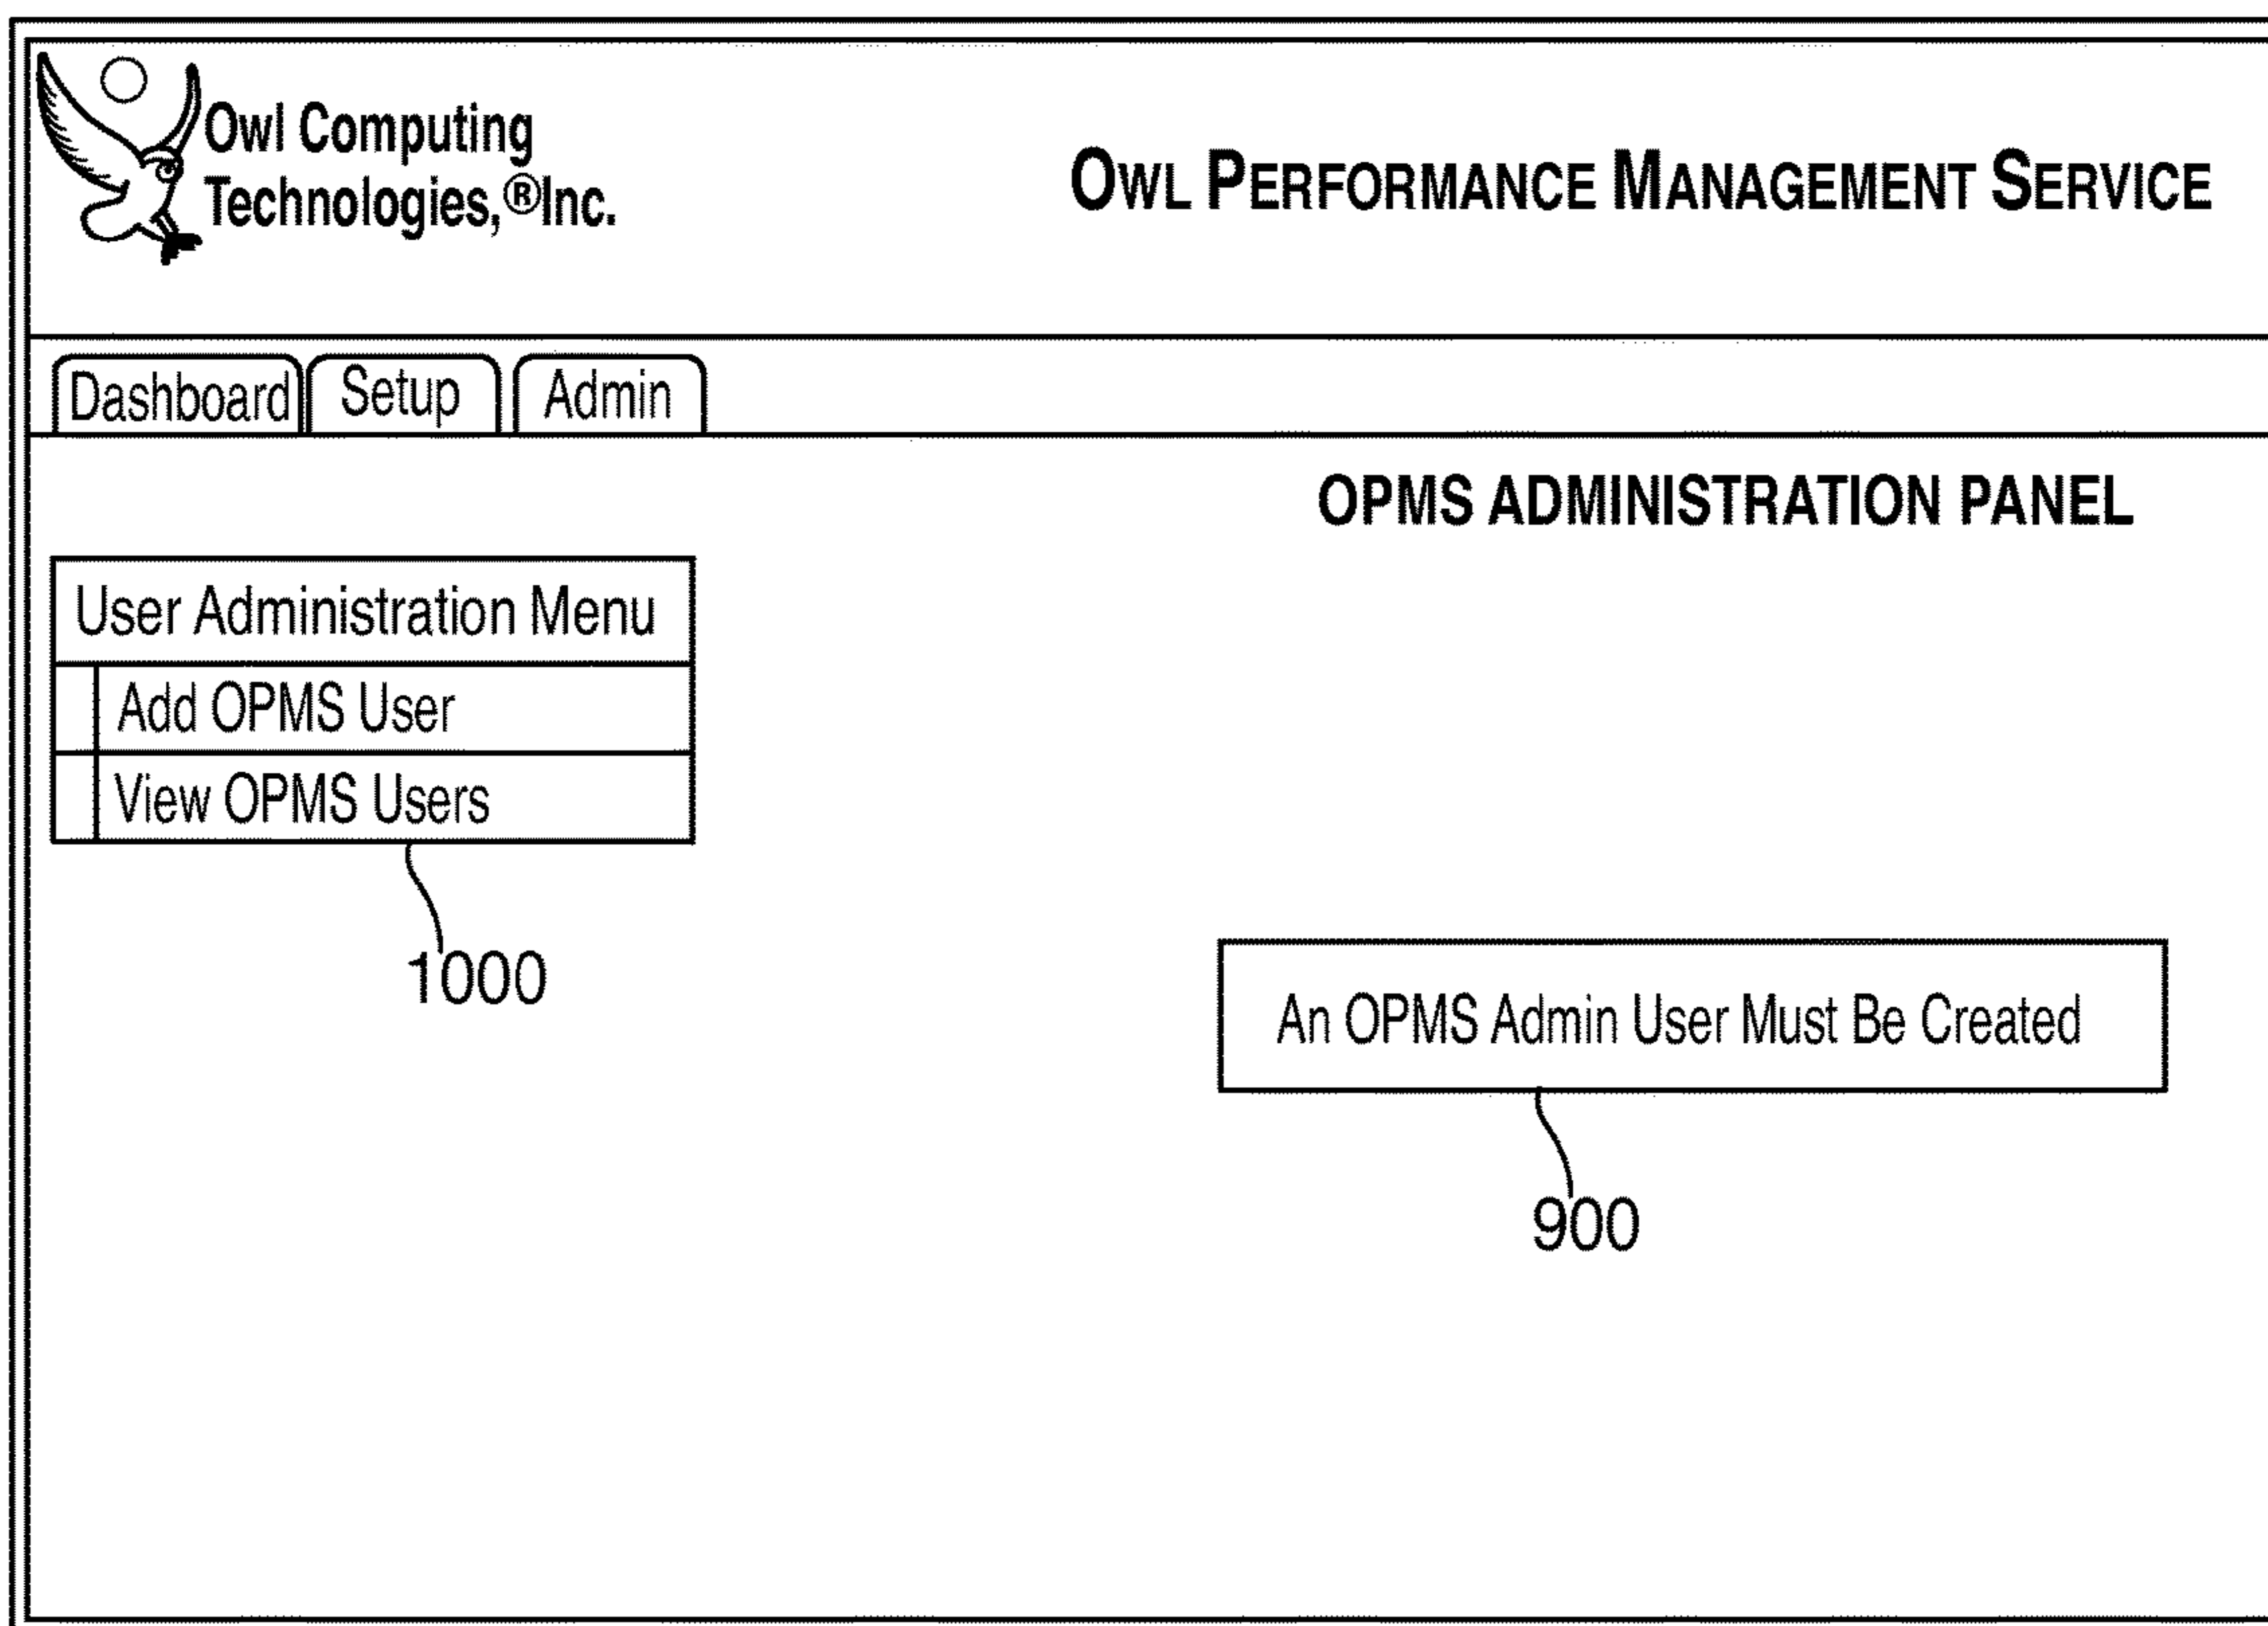 Owl Computing
Technologies,®Inc.
OWL PERFORMANCE MANAGEMENT SERVICE
Dashboard Setup Admin
OPMS ADMINISTRATION PANEL
User Administration Menu
Add OPMS User
View OPMS Users
1000
An OPMS Admin User Must Be Created
900